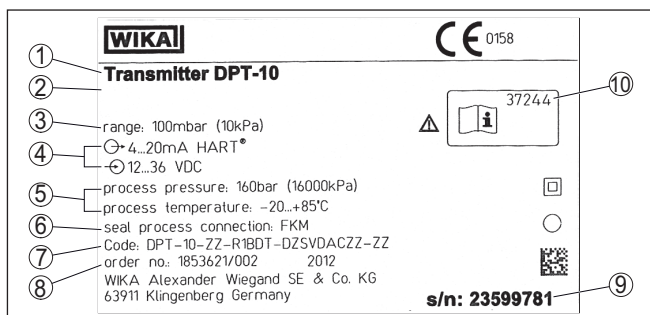 WIKA
CE 0158
① Transmitter DPT-10
②
37244 ⑩
③ range: 100mbar (10kPa)
④ 4...20mA HART®
12...36 VDC
⑤ process pressure: 160bar (16000kPa)
process temperature: -20...+85°C
⑥ seal process connection: FKM
⑦ Code: DPT-10-ZZ-R1BDT-DZSVDACZZ-ZZ
⑧ order no.: 1853621/002 2012
WIKA Alexander Wiegand SE & Co. KG
63911 Klingenberg Germany
s/n: 23599781 ⑨